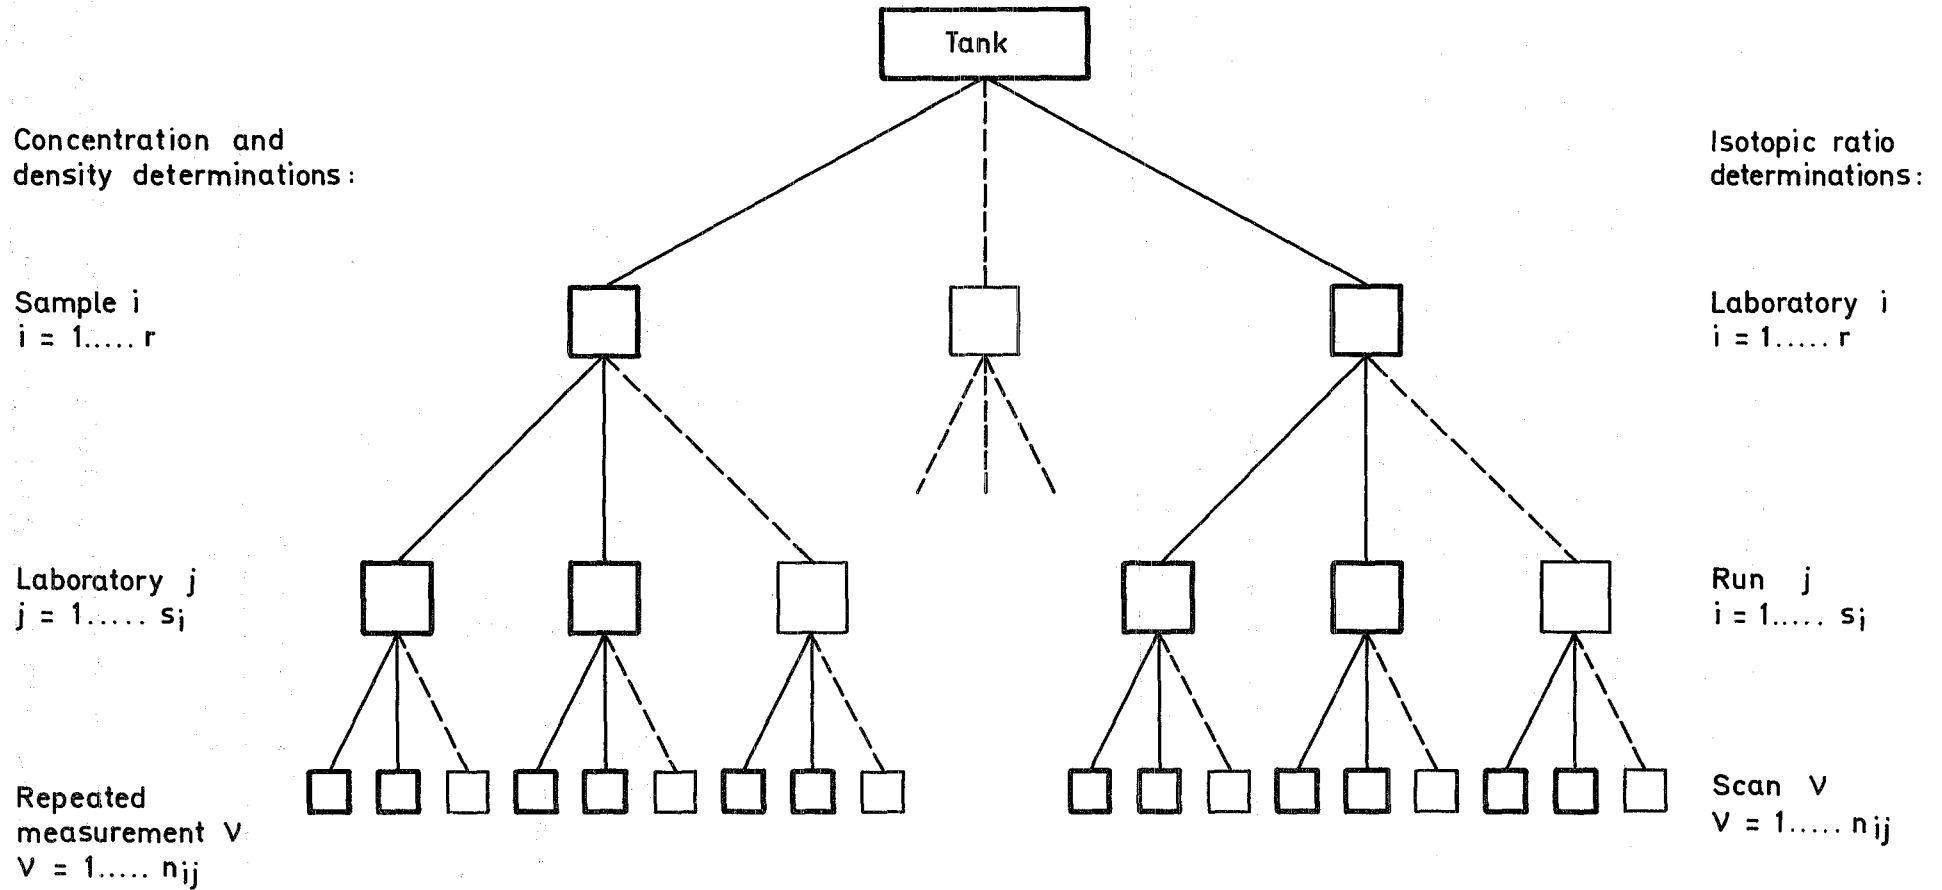 Tank
Concentration and
density determinations:
Isotopic ratio
determinations:
Sample i
i = 1..... r
Laboratory i
i = 1..... r
Laboratory j
j = 1..... sᵢ
Run j
i = 1..... sᵢ
Repeated
measurement ν
ν = 1..... nᵢⱼ
Scan ν
ν = 1..... nᵢⱼ